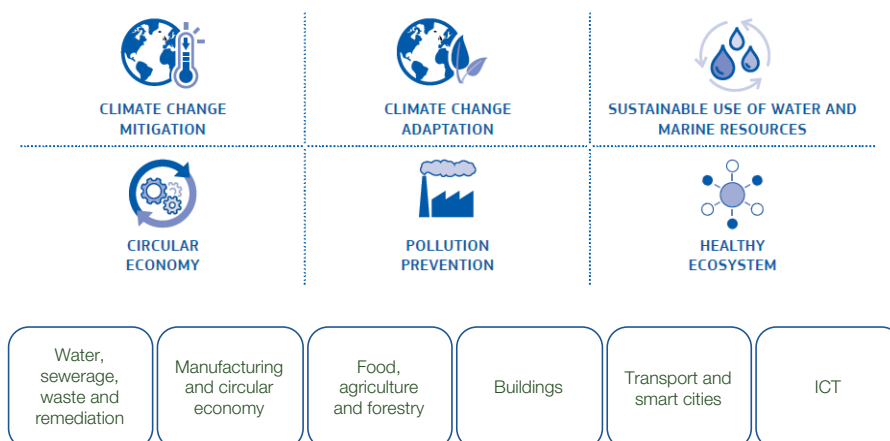 CLIMATE CHANGE
MITIGATION
CLIMATE CHANGE
ADAPTATION
SUSTAINABLE USE OF WATER AND
MARINE RESOURCES
CIRCULAR
ECONOMY
POLLUTION
PREVENTION
HEALTHY
ECOSYSTEM
Water,
sewerage,
waste and
remediation
Manufacturing
and circular
economy
Food,
agriculture
and forestry
Buildings
Transport and
smart cities
ICT